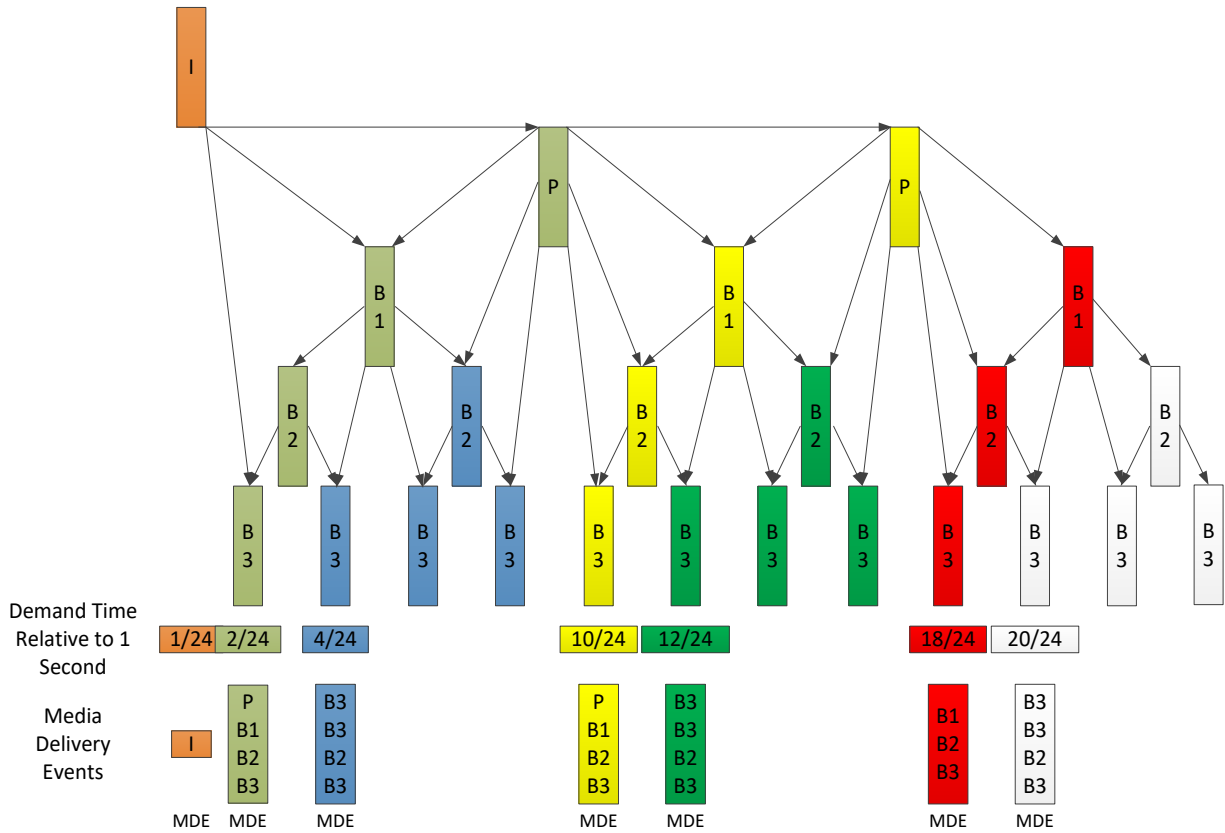 I
P
P
B
1
B
1
B
1
B
2
B
2
B
2
B
2
B
2
B
2
B
3
B
3
B
3
B
3
B
3
B
3
B
3
B
3
B
3
B
3
B
3
B
3
Demand Time
Relative to 1
Second
1/24 2/24 4/24 10/24 12/24 18/24 20/24
Media
Delivery
Events
I
P
B1
B2
B3
B3
B3
B2
B3
P
B1
B2
B3
B3
B3
B2
B3
B1
B2
B3
B3
B3
B2
B3
MDE MDE MDE MDE MDE MDE MDE